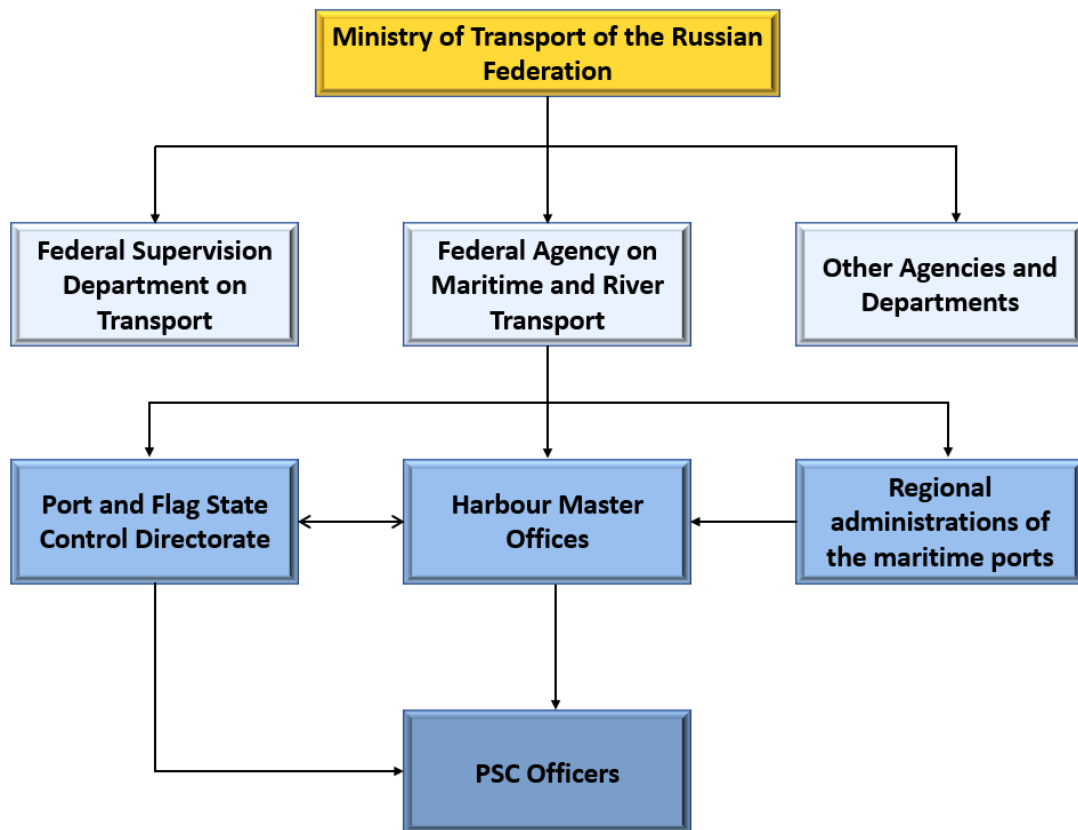 Ministry of Transport of the Russian
Federation
Federal Supervision
Department on
Transport
Federal Agency on
Maritime and River
Transport
Other Agencies and
Departments
Port and Flag State
Control Directorate
Harbour Master
Offices
Regional
administrations of
the maritime ports
PSC Officers